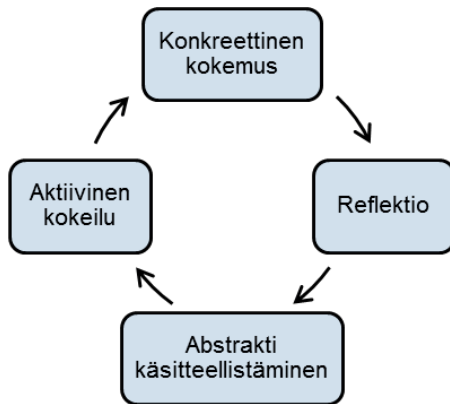 Konkreettinen
kokemus
Reflektio
Abstrakti
käsitteellistäminen
Aktiivinen
kokeilu